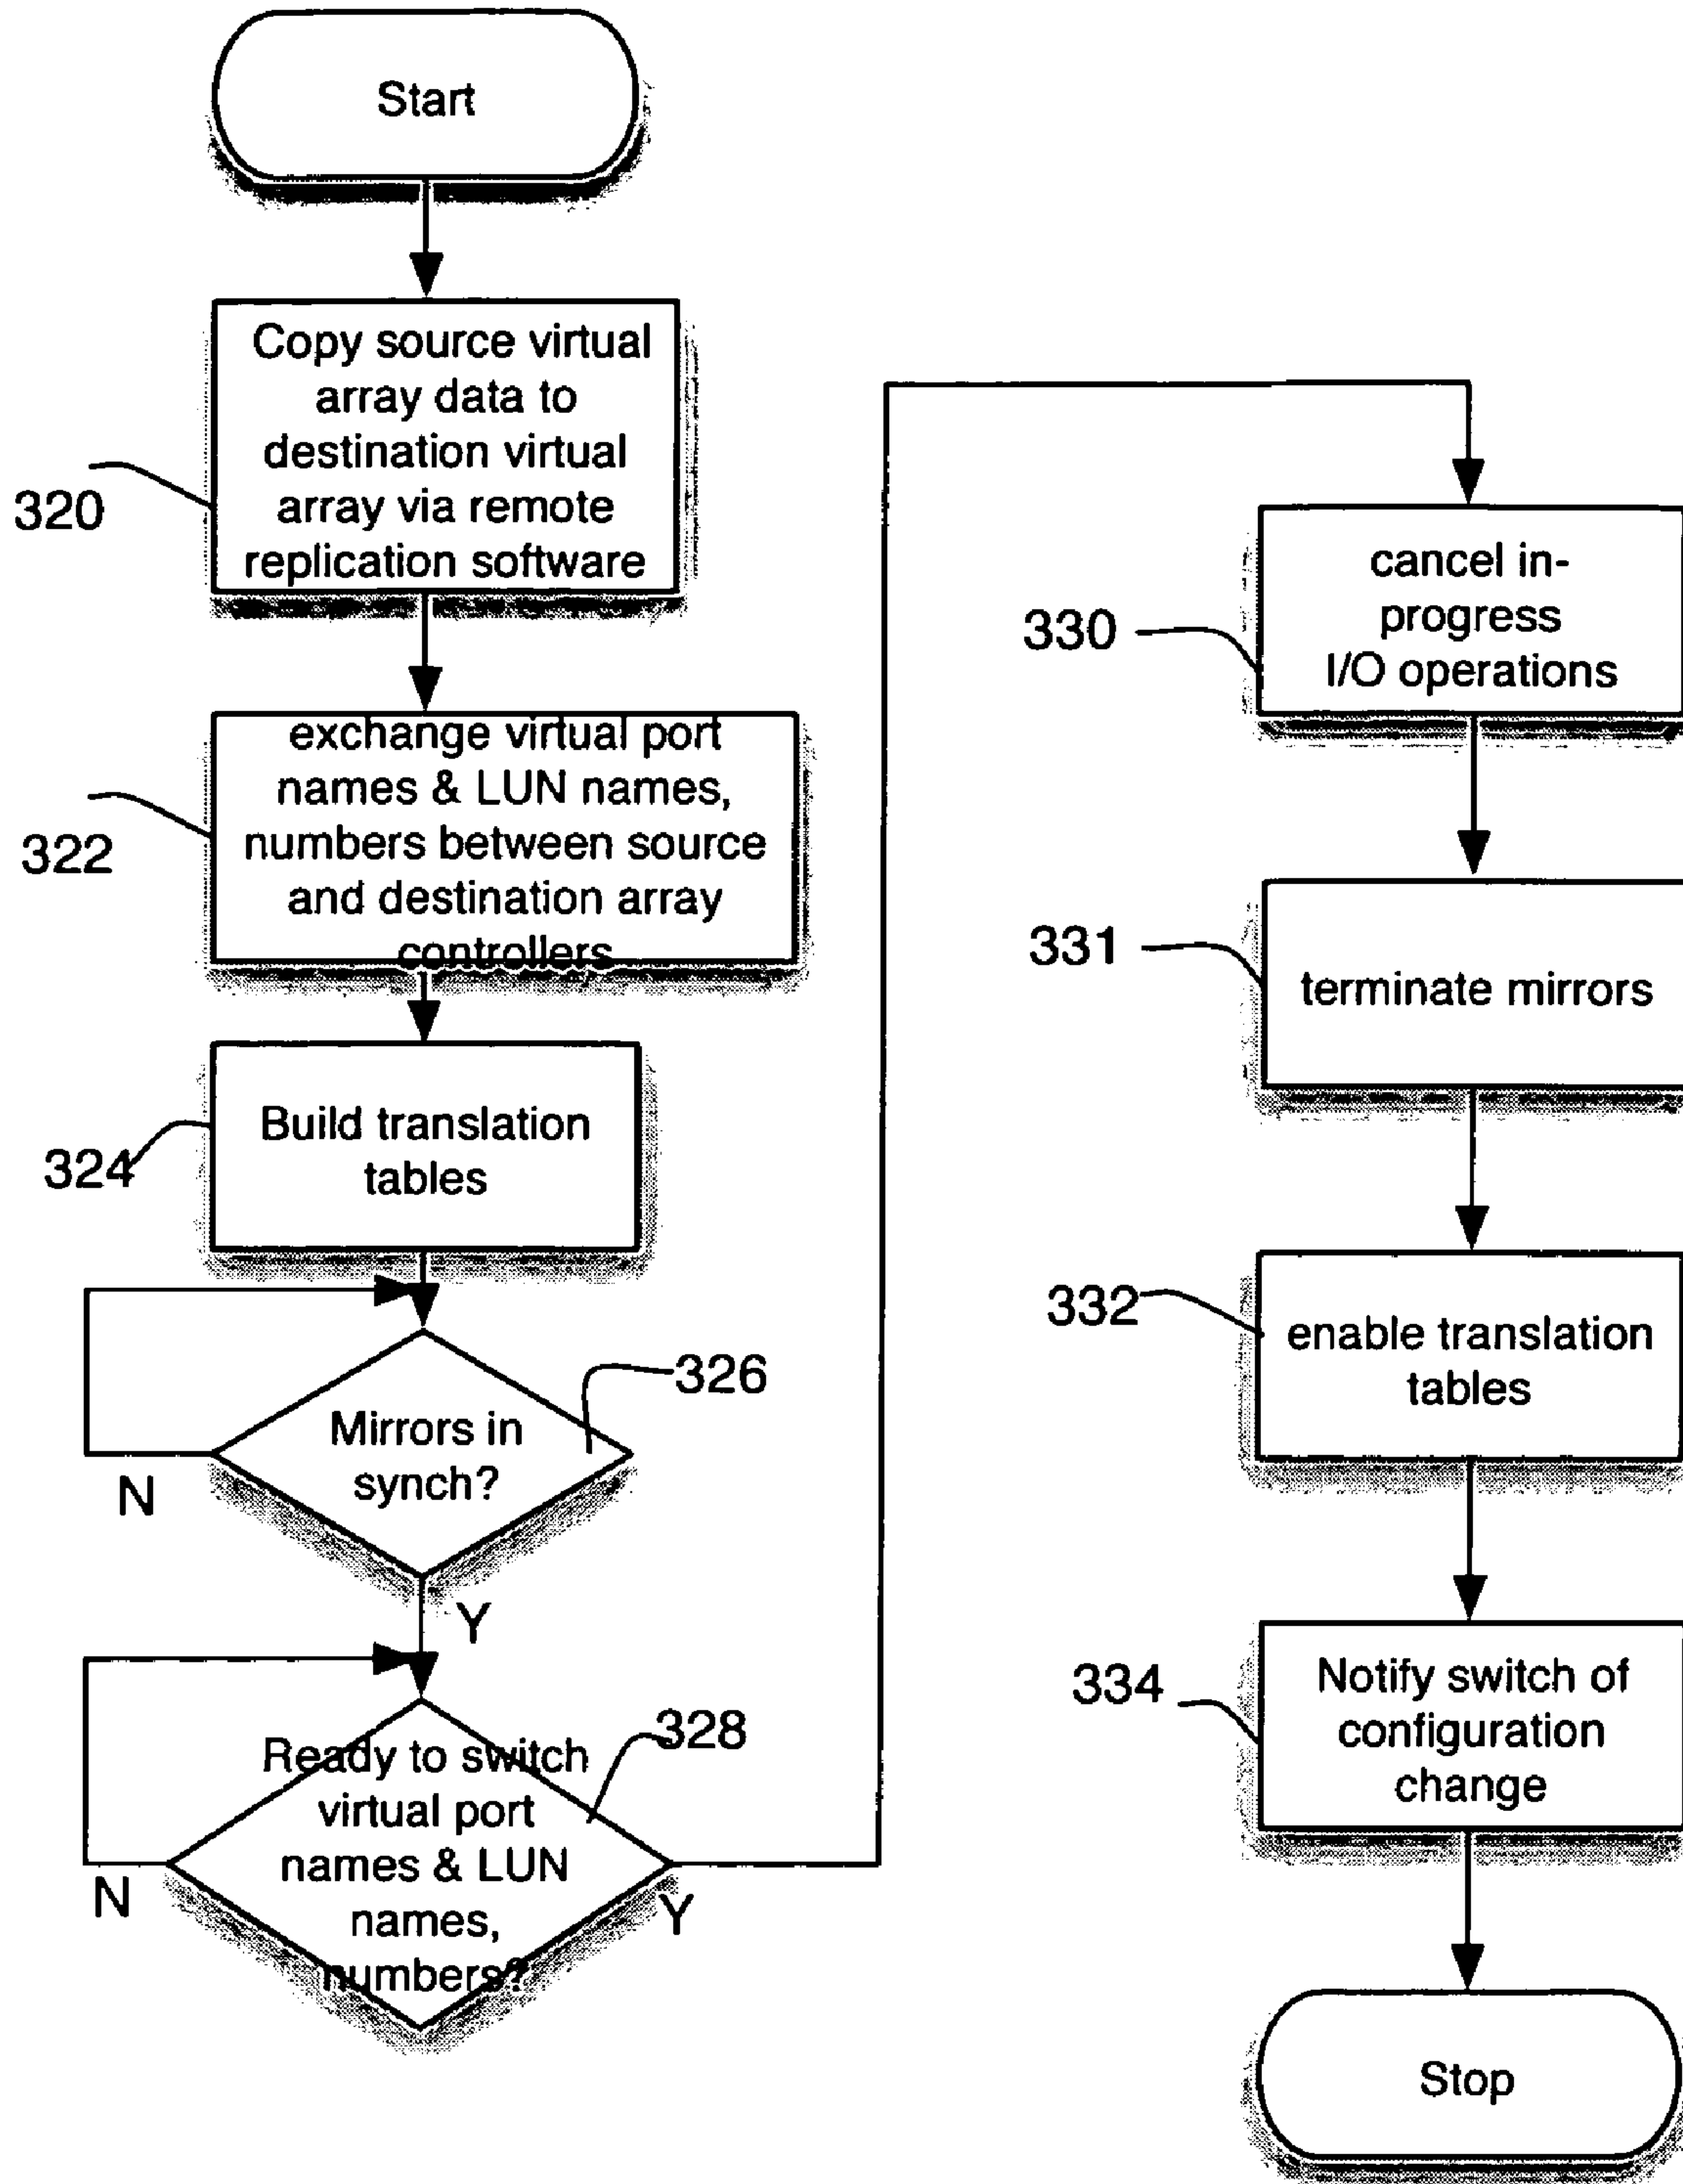 Start
Copy source virtual
array data to
destination virtual
array via remote
replication software
320
exchange virtual port
names & LUN names,
numbers between source
and destination array
controllers
322
Build translation
tables
324
Mirrors in
synch?
326
N
Y
Ready to switch
virtual port
names & LUN
names,
numbers?
328
N
Y
cancel in-
progress
I/O operations
330
terminate mirrors
331
enable translation
tables
332
Notify switch of
configuration
change
334
Stop